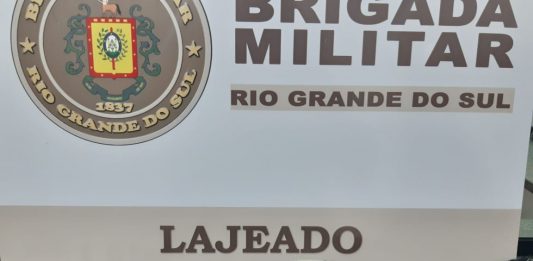 BRIGADA
MILITAR
RIO GRANDE DO SUL
1837
RIO GRANDE DO SUL
LAJEADO